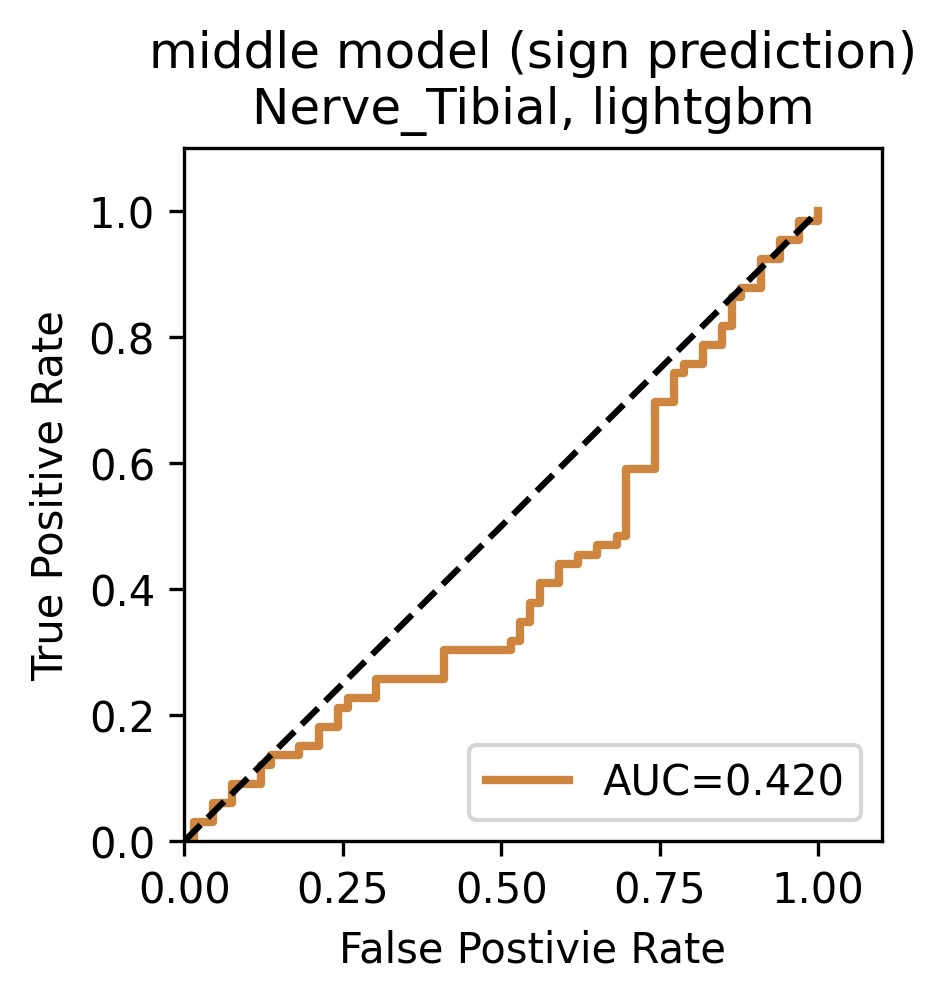 middle model (sign prediction)
Nerve_Tibial, lightgbm
True Positive Rate
1.0
0.8
0.6
0.4
0.2
0.0
AUC=0.420
0.00 0.25 0.50 0.75 1.00
False Postivie Rate